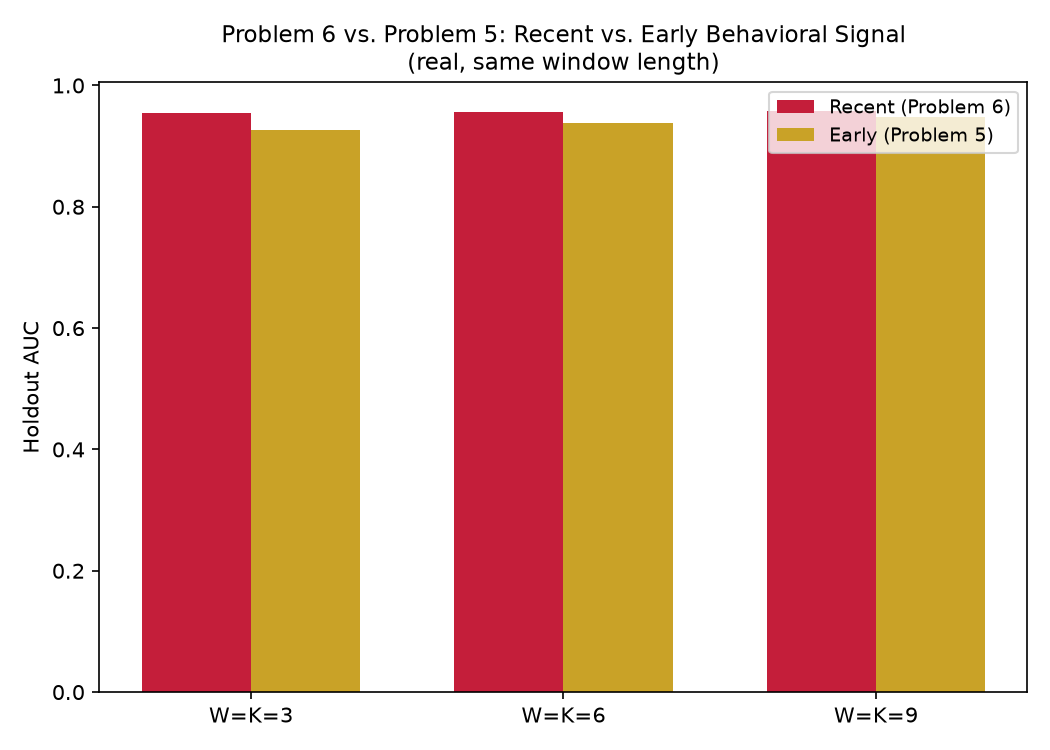 Problem 6 vs. Problem 5: Recent vs. Early Behavioral Signal
(real, same window length)
Recent (Problem 6)
Early (Problem 5)
Holdout AUC
1.0
0.8
0.6
0.4
0.2
0.0
W=K=3
W=K=6
W=K=9